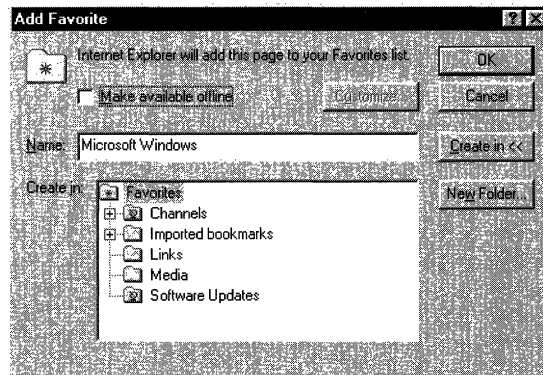 Add Favorite
Internet Explorer will add this page to your Favorites list.
OK
Make available offline
Customize...
Cancel
Name: Microsoft Windows
Create in <<
Create in:
Favorites
New Folder...
Channels
Imported bookmarks
Links
Media
Software Updates